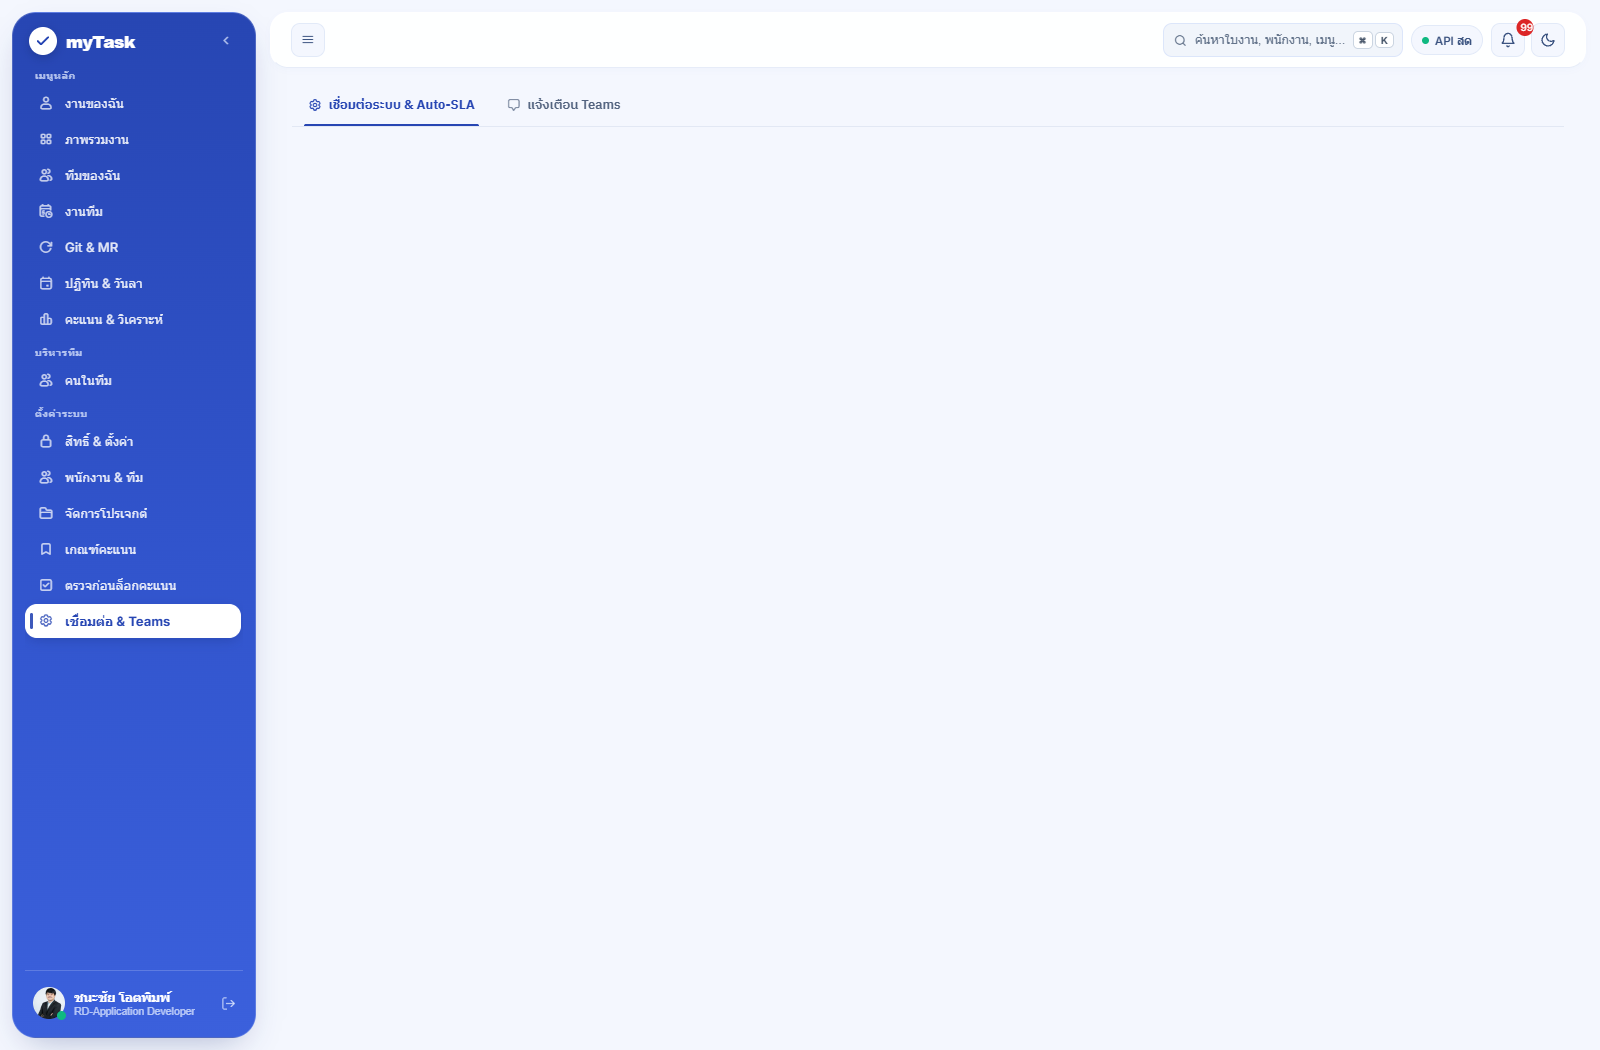 myTask
เมนูหลัก
งานของฉัน
ภาพรวมงาน
ทีมของฉัน
งานทีม
Git & MR
ปฏิทิน & วันลา
คะแนน & วิเคราะห์
บริหารทีม
คนในทีม
ตั้งค่าระบบ
สิทธิ์ & ตั้งค่า
พนักงาน & ทีม
จัดการโปรเจกต์
เกณฑ์คะแนน
ตรวจก่อนล็อกคะแนน
เชื่อมต่อ & Teams
ชนะชัย โอตพิมพ์
RD-Application Developer
ค้นหาใบงาน, พนักงาน, เมนู... ⌘ K
API สด
99
เชื่อมต่อระบบ & Auto-SLA
แจ้งเตือน Teams